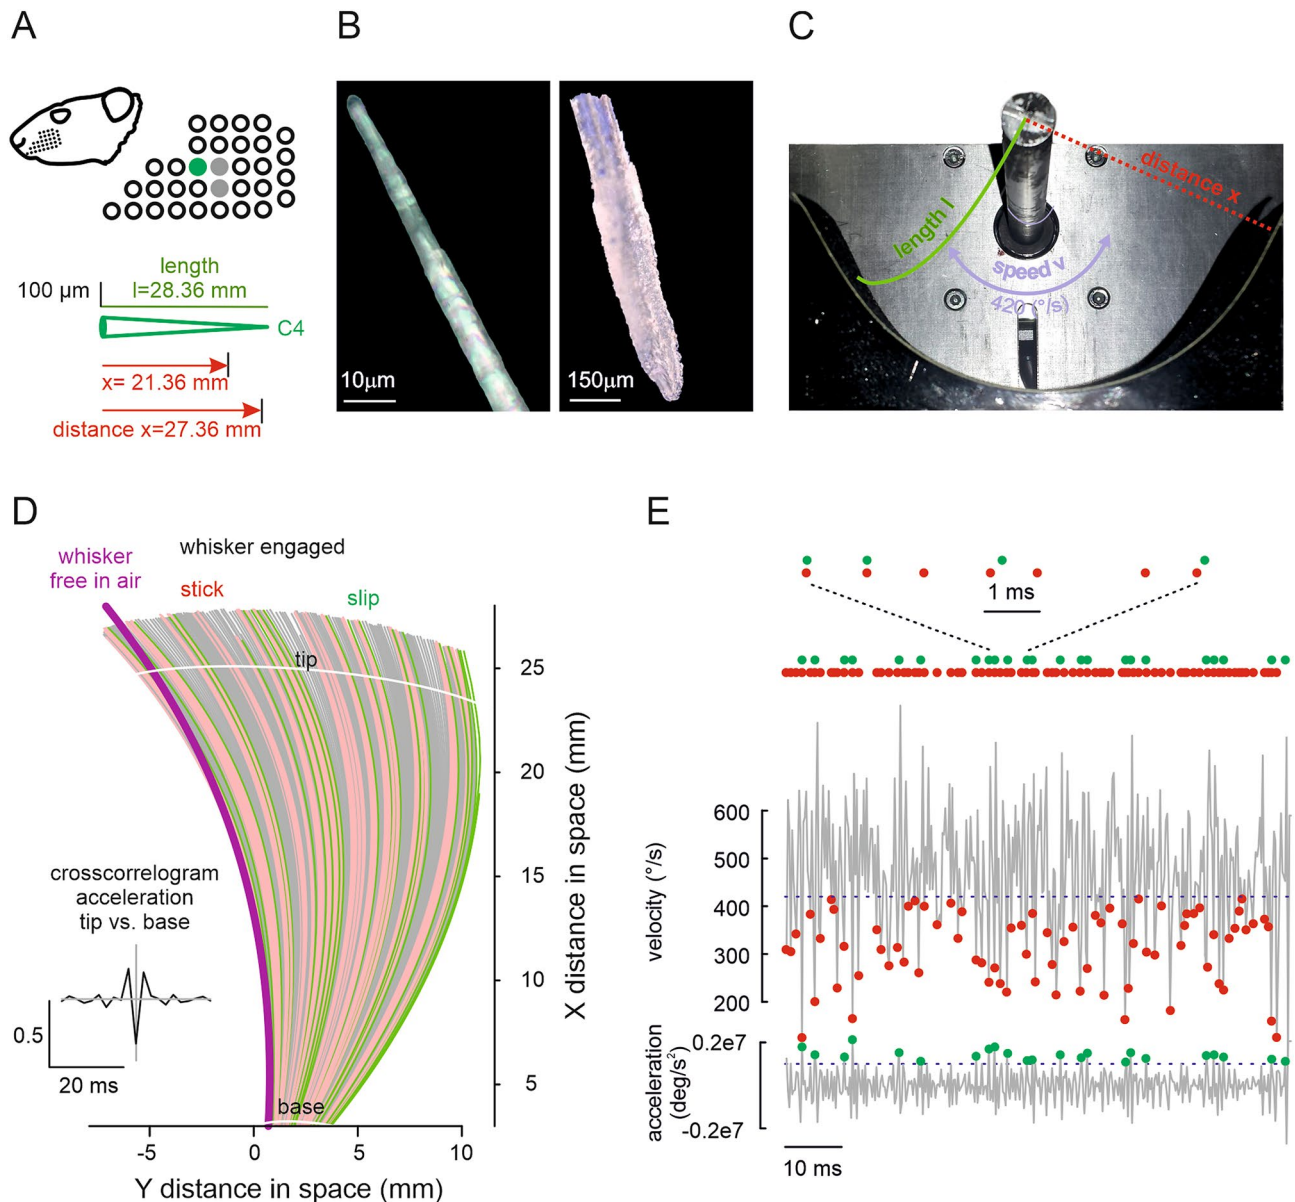 A
B
C
length
l=28.36 mm
100 µm
C4
x= 21.36 mm
distance x=27.36 mm
10µm
150µm
distance x
length l
speed v
420 (°/s)
D
E
whisker
free in air
whisker engaged
stick
slip
tip
base
25
20
15
10
5
X distance in space (mm)
crosscorrelogram
acceleration
tip vs. base
0.5
20 ms
-5
0
5
10
Y distance in space (mm)
1 ms
600
500
400
300
200
velocity (°/s)
0.2e7
-0.2e7
acceleration
(deg/s²)
10 ms